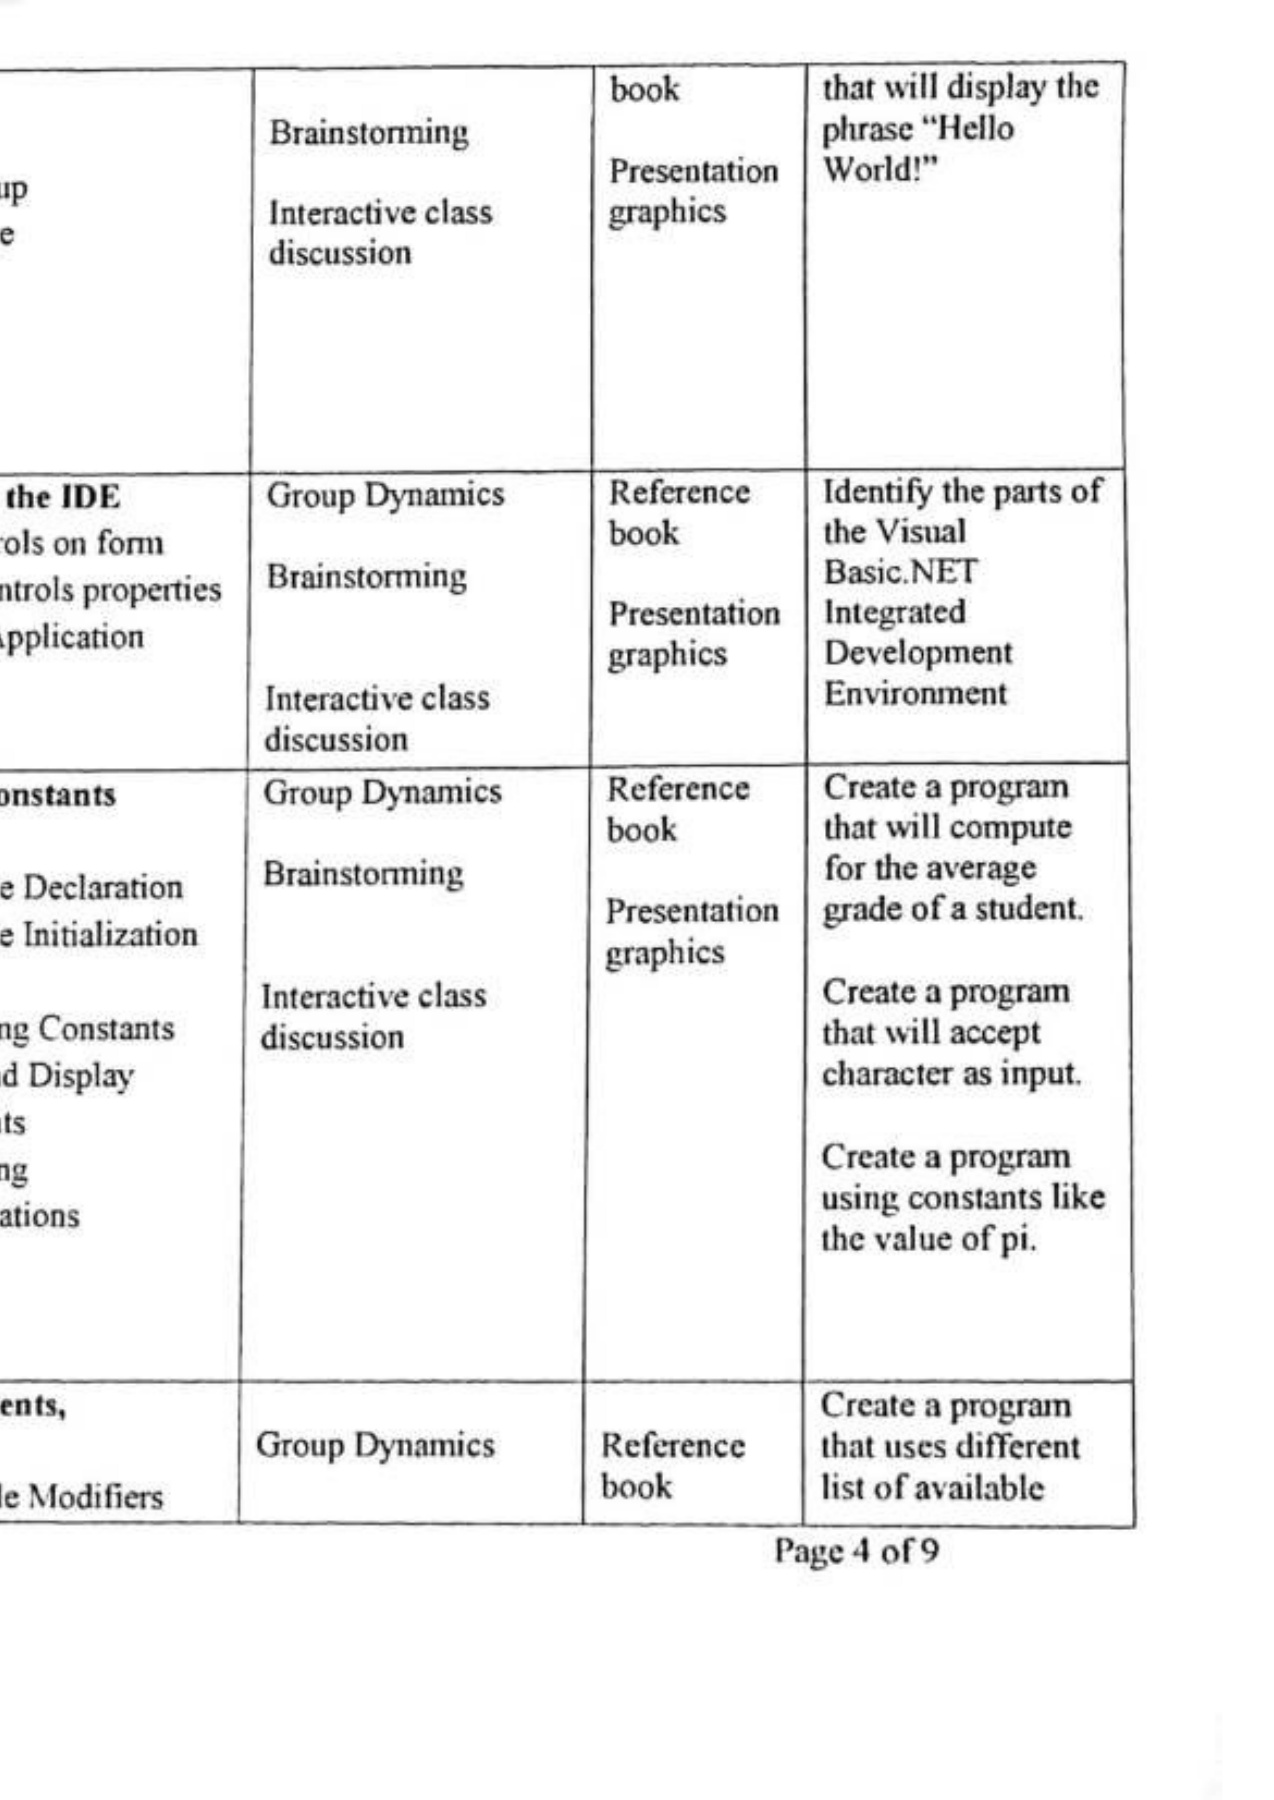 up
e
Brainstorming
Interactive class
discussion
book
Presentation
graphics
that will display the
phrase “Hello
World!”
the IDE
rols on form
ntrols properties
Application
Group Dynamics
Brainstorming
Interactive class
discussion
Reference
book
Presentation
graphics
Identify the parts of
the Visual
Basic.NET
Integrated
Development
Environment
onstants
e Declaration
e Initialization
ng Constants
d Display
ts
ng
ations
Group Dynamics
Brainstorming
Interactive class
discussion
Reference
book
Presentation
graphics
Create a program
that will compute
for the average
grade of a student.
Create a program
that will accept
character as input.
Create a program
using constants like
the value of pi.
ents,
le Modifiers
Group Dynamics
Reference
book
Create a program
that uses different
list of available
Page 4 of 9